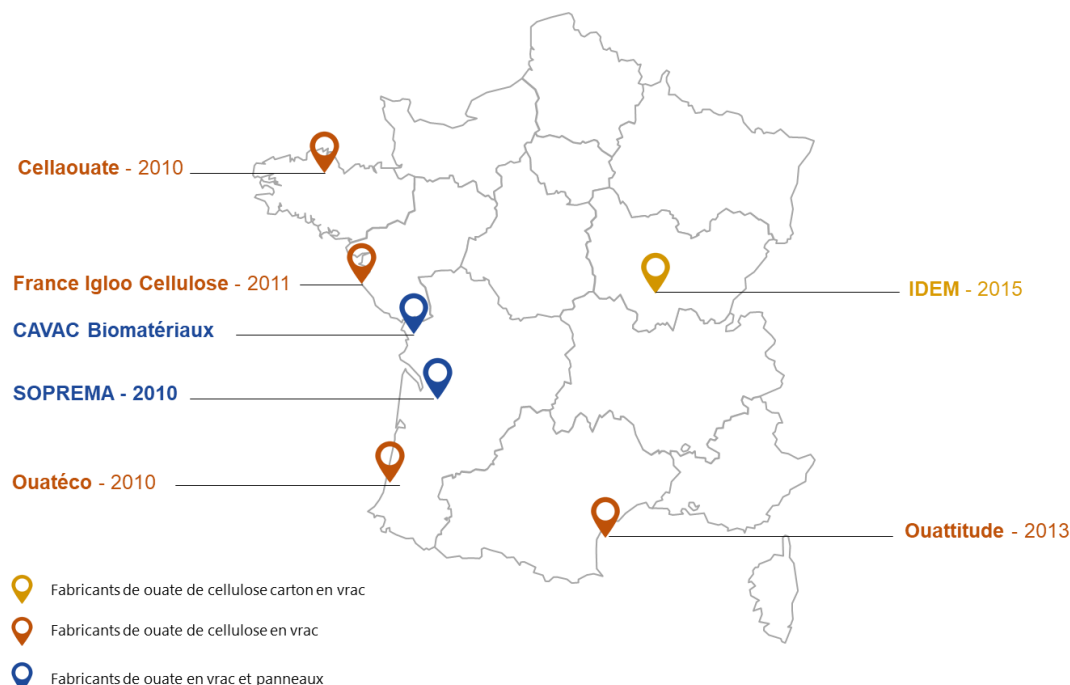 Cellaouate - 2010
France Igloo Cellulose - 2011
IDEM - 2015
CAVAC Biomatériaux
SOPREMA - 2010
Ouatéco - 2010
Ouattitude - 2013
Fabricants de ouate de cellulose carton en vrac
Fabricants de ouate de cellulose en vrac
Fabricants de ouate en vrac et panneaux